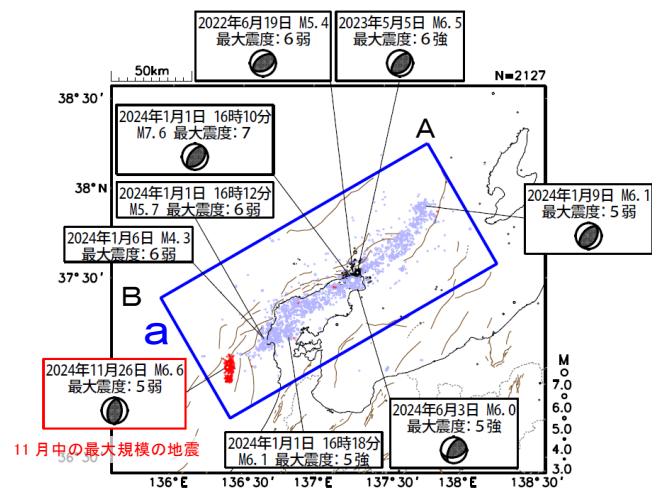 2022年6月19日 M5.4
最大震度：6弱
2023年5月5日 M6.5
最大震度：6強
50km
N=2127
38°30′
2024年1月1日 16時10分
M7.6 最大震度：7
A
38°N
2024年1月1日 16時12分
M5.7 最大震度：6弱
2024年1月9日 M6.1
最大震度：5弱
2024年1月6日 M4.3
最大震度：6弱
37°30′
B
a
2024年11月26日 M6.6
最大震度：5弱
11月中の最大規模の地震
2024年1月1日 16時18分
M6.1 最大震度：5強
2024年6月3日 M6.0
最大震度：5強
M
7.0
6.0
5.0
4.0
3.0
36°30′
136°E
136°30′
137°E
137°30′
138°E
138°30′